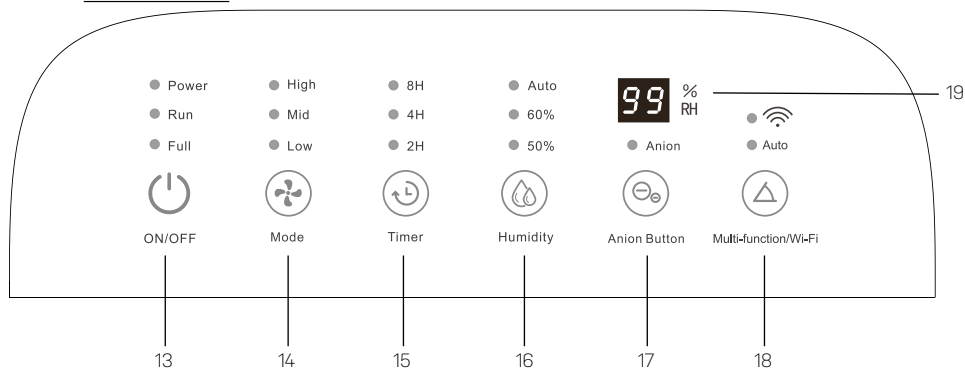 Power High 8H Auto 99 % RH 19
Run Mid 4H 60%
Full Low 2H 50% Anion Auto
ON/OFF Mode Timer Humidity Anion Button Multi-function/Wi-Fi
13 14 15 16 17 18